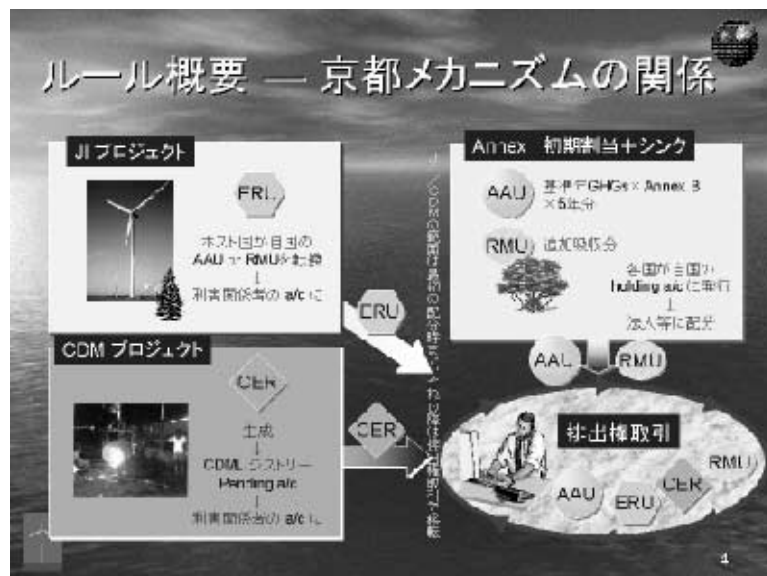 ルール概要 — 京都メカニズムの関係
JI プロジェクト
ERU
ホスト国が自国の
AAU or RMUを転換
↓
利害関係者の a/c に
ERU
CDM プロジェクト
CER
生成
↓
CDMレジストリー
Pending a/c
↓
利害関係者の a/c に
CER
Annex 初期割当＋シンク
AAU
基準年GHGs × Annex B
× 5年分
RMU
追加吸収分
各国が自国の
holding a/c に発行
↓
法人等に配分
AAU
RMU
排出権取引
AAU
ERU
CER
RMU
4